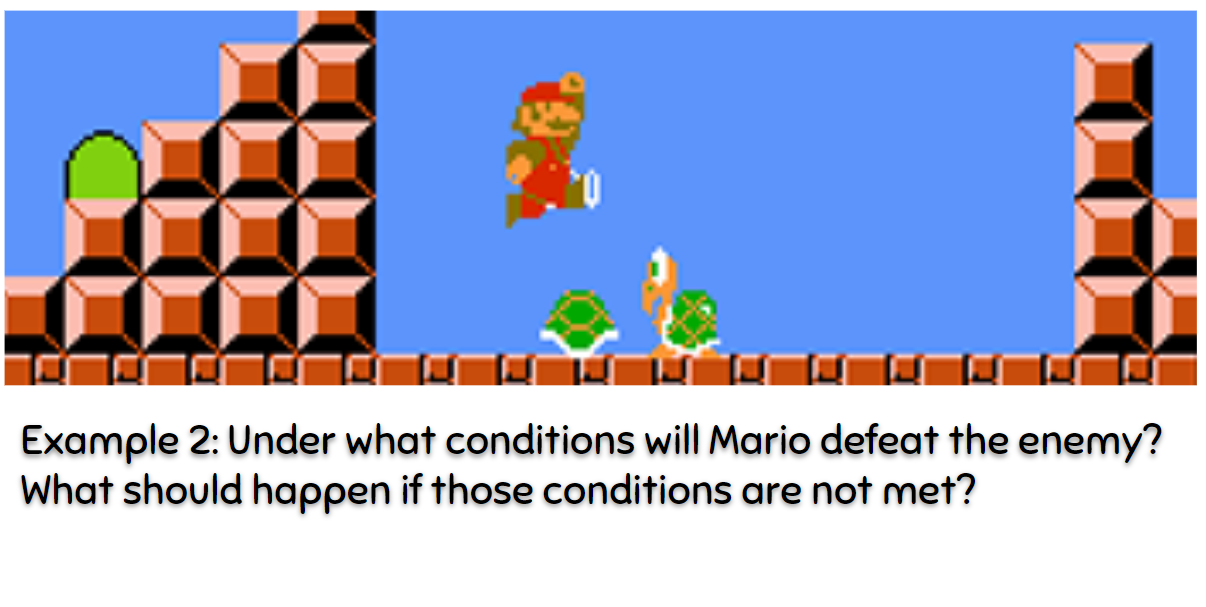 Example 2: Under what conditions will Mario defeat the enemy?
What should happen if those conditions are not met?